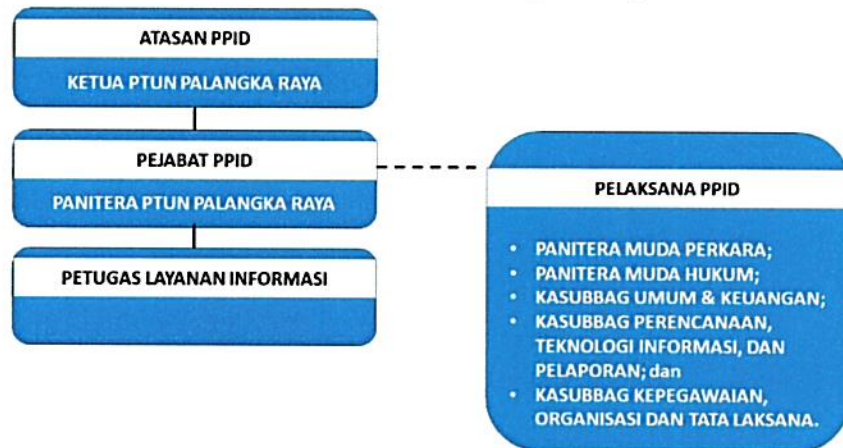 ATASAN PPID
KETUA PTUN PALANGKA RAYA
PEJABAT PPID
PANITERA PTUN PALANGKA RAYA
PETUGAS LAYANAN INFORMASI
PELAKSANA PPID
• PANITERA MUDA PERKARA;
• PANITERA MUDA HUKUM;
• KASUBBAG UMUM & KEUANGAN;
• KASUBBAG PERENCANAAN,
TEKNOLOGI INFORMASI, DAN
PELAPORAN; dan
• KASUBBAG KEPEGAWAIAN,
ORGANISASI DAN TATA LAKSANA.